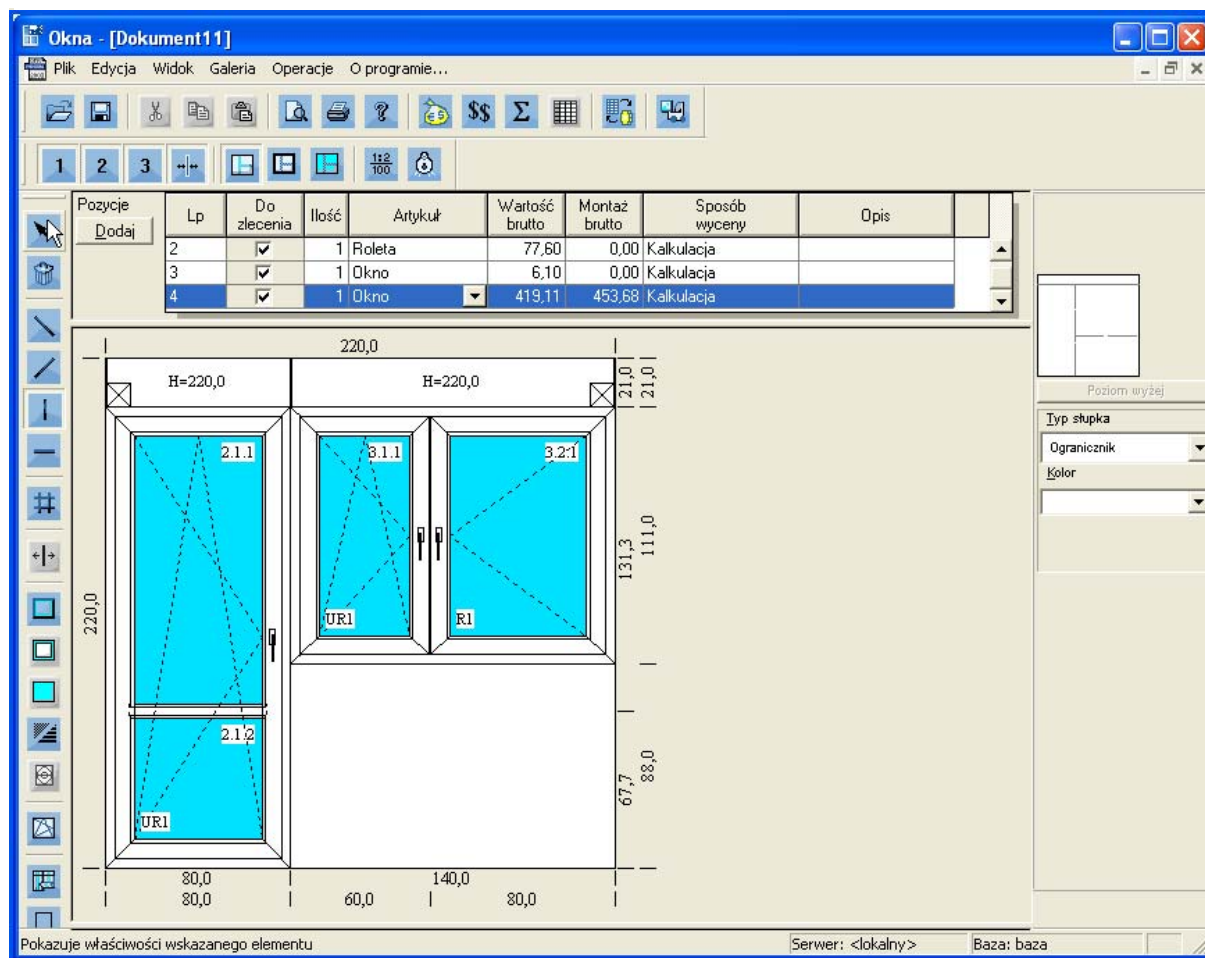 Okna - [Dokument11]
Plik Edycja Widok Galeria Operacje O programie...
$$ Σ
1 2 3 1:2 100
Pozycje
Dodaj
Lp Do zlecenia Ilość Artykuł Wartość brutto Montaż brutto Sposób wyceny Opis
2 1 Roleta 77,60 0,00 Kalkulacja
3 1 Okno 6,10 0,00 Kalkulacja
4 1 Okno 419,11 453,68 Kalkulacja
Poziom wyżej
Typ słupka
Ogranicznik
Kolor
220,0
H=220,0 H=220,0
21,0 21,0
2.1.1 3.1.1 3.2.1
131,3 111,0
220,0
UR1 R1
2.1.2
67,7 88,0
UR1
80,0 140,0
80,0 60,0 80,0
Pokazuje właściwości wskazanego elementu Serwer: <lokalny> Baza: baza